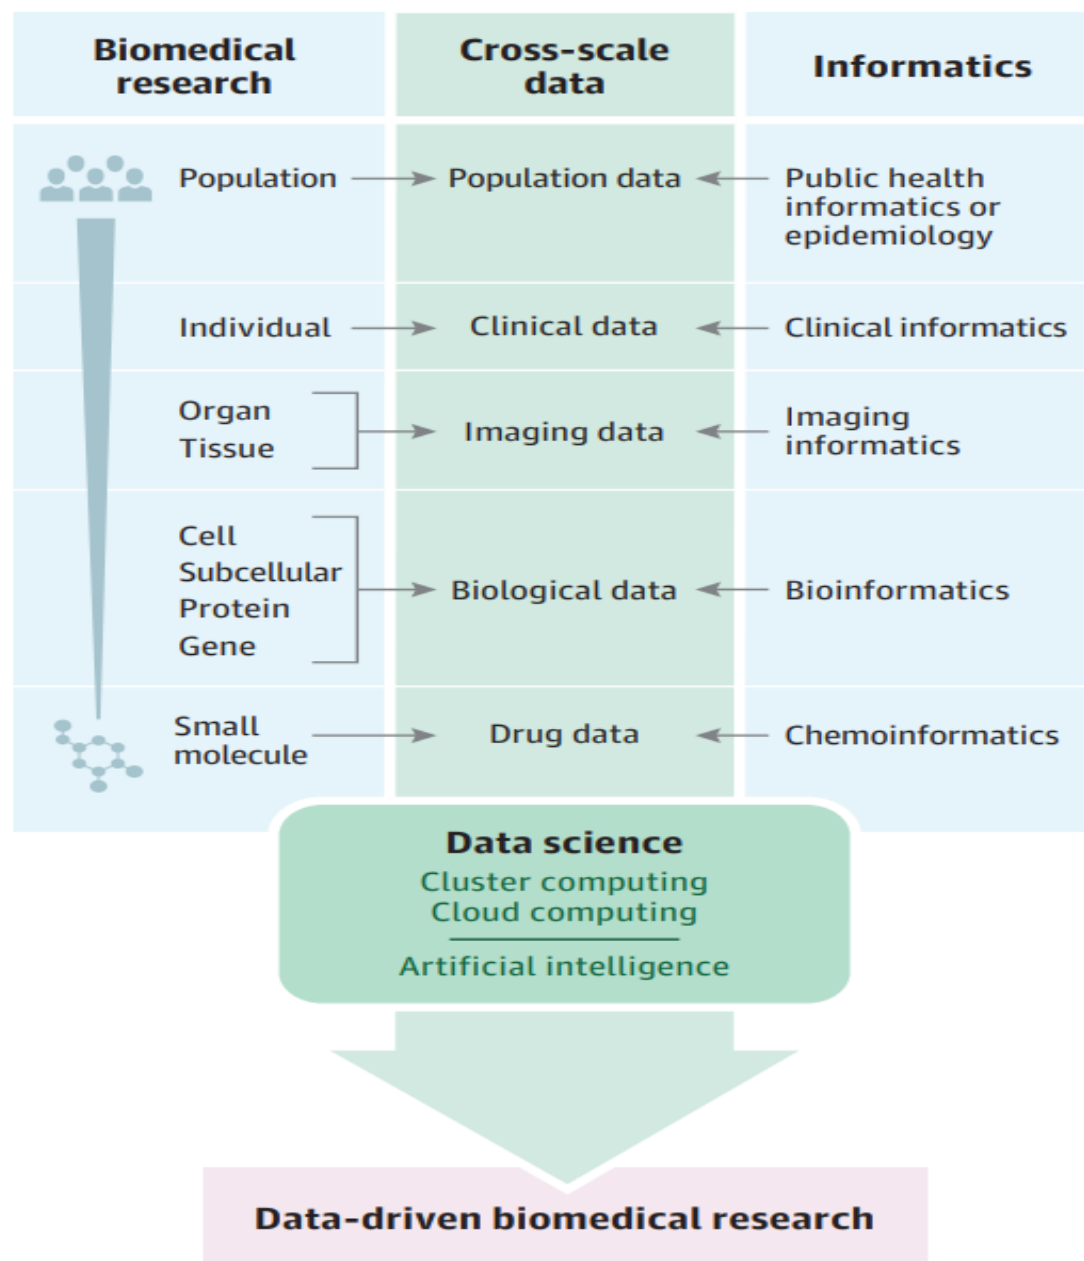 Biomedical
research
Cross-scale
data
Informatics
Population
Population data
Public health
informatics or
epidemiology
Individual
Clinical data
Clinical informatics
Organ
Tissue
Imaging data
Imaging
informatics
Cell
Subcellular
Protein
Gene
Biological data
Bioinformatics
Small
molecule
Drug data
Chemoinformatics
Data science
Cluster computing
Cloud computing
Artificial intelligence
Data-driven biomedical research